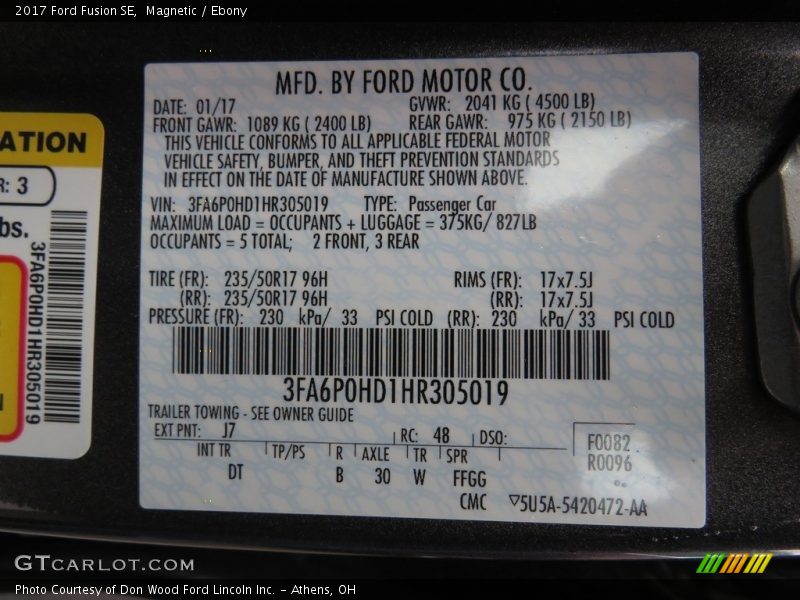 2017 Ford Fusion SE, Magnetic / Ebony
ATION
R: 3
bs.
3FA6P0HD1HR305019
MFD. BY FORD MOTOR CO.
DATE: 01/17 GVWR: 2041 KG ( 4500 LB)
FRONT GAWR: 1089 KG ( 2400 LB) REAR GAWR: 975 KG ( 2150 LB)
THIS VEHICLE CONFORMS TO ALL APPLICABLE FEDERAL MOTOR
VEHICLE SAFETY, BUMPER, AND THEFT PREVENTION STANDARDS
IN EFFECT ON THE DATE OF MANUFACTURE SHOWN ABOVE.
VIN: 3FA6P0HD1HR305019 TYPE: Passenger Car
MAXIMUM LOAD = OCCUPANTS + LUGGAGE = 375KG/ 827LB
OCCUPANTS = 5 TOTAL; 2 FRONT, 3 REAR
TIRE (FR): 235/50R17 96H RIMS (FR): 17x7.5J
(RR): 235/50R17 96H (RR): 17x7.5J
PRESSURE (FR): 230 kPa/ 33 PSI COLD (RR): 230 kPa/ 33 PSI COLD
3FA6P0HD1HR305019
TRAILER TOWING - SEE OWNER GUIDE
EXT PNT: J7 RC: 48 DSO:
INT TR TP/PS R AXLE TR SPR
DT B 30 W FFGG
F0082
R0096
CMC ▽5U5A-5420472-AA
GTCARLOT.COM
Photo Courtesy of Don Wood Ford Lincoln Inc. - Athens, OH